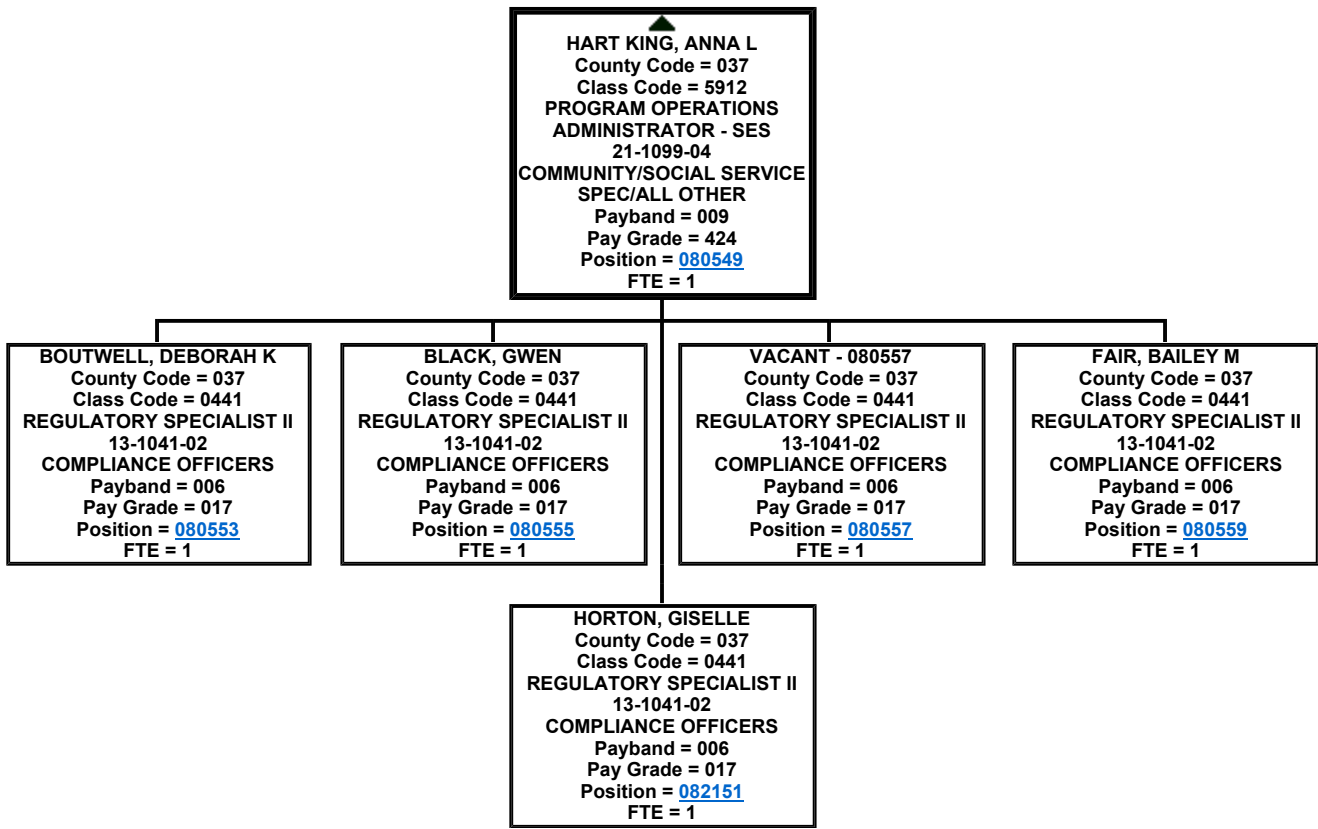 HART KING, ANNA L
County Code = 037
Class Code = 5912
PROGRAM OPERATIONS
ADMINISTRATOR - SES
21-1099-04
COMMUNITY/SOCIAL SERVICE
SPEC/ALL OTHER
Payband = 009
Pay Grade = 424
Position = 080549
FTE = 1
BOUTWELL, DEBORAH K
County Code = 037
Class Code = 0441
REGULATORY SPECIALIST II
13-1041-02
COMPLIANCE OFFICERS
Payband = 006
Pay Grade = 017
Position = 080553
FTE = 1
BLACK, GWEN
County Code = 037
Class Code = 0441
REGULATORY SPECIALIST II
13-1041-02
COMPLIANCE OFFICERS
Payband = 006
Pay Grade = 017
Position = 080555
FTE = 1
VACANT - 080557
County Code = 037
Class Code = 0441
REGULATORY SPECIALIST II
13-1041-02
COMPLIANCE OFFICERS
Payband = 006
Pay Grade = 017
Position = 080557
FTE = 1
FAIR, BAILEY M
County Code = 037
Class Code = 0441
REGULATORY SPECIALIST II
13-1041-02
COMPLIANCE OFFICERS
Payband = 006
Pay Grade = 017
Position = 080559
FTE = 1
HORTON, GISELLE
County Code = 037
Class Code = 0441
REGULATORY SPECIALIST II
13-1041-02
COMPLIANCE OFFICERS
Payband = 006
Pay Grade = 017
Position = 082151
FTE = 1